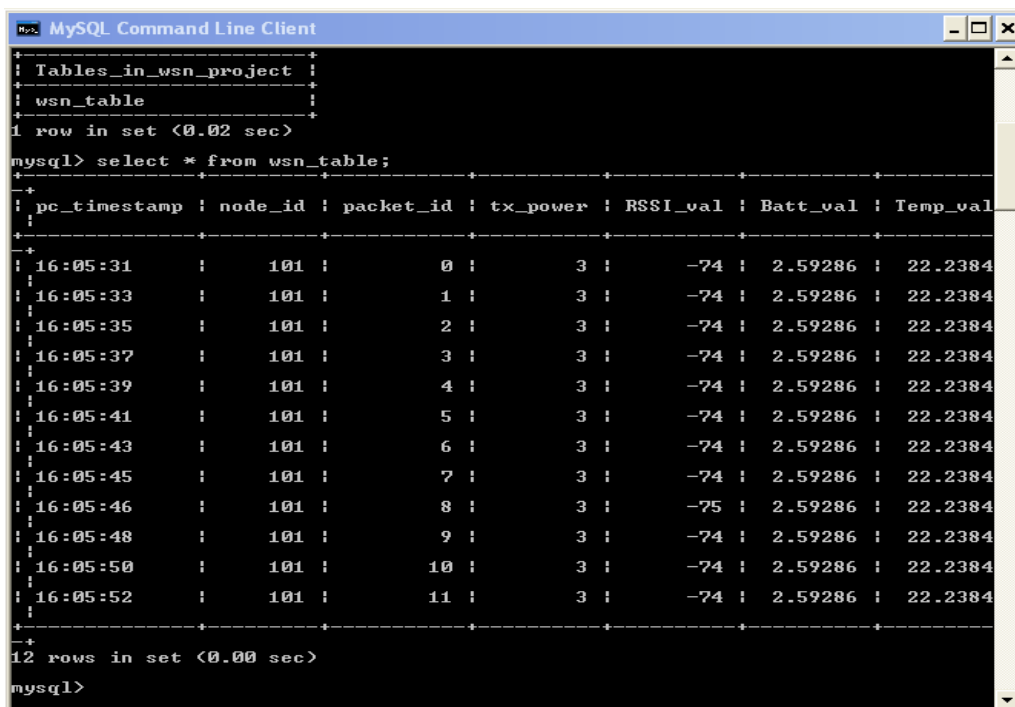 MySQL Command Line Client
+-----------------------+
| Tables_in_wsn_project |
+-----------------------+
| wsn_table             |
+-----------------------+
1 row in set (0.02 sec)
mysql> select * from wsn_table;
+--------------+---------+-----------+----------+----------+----------+---------
-+
| pc_timestamp | node_id | packet_id | tx_power | RSSI_val | Batt_val | Temp_val
 |
+--------------+---------+-----------+----------+----------+----------+---------
-+
| 16:05:31     |     101 |         0 |        3 |      -74 |  2.59286 |  22.2384
 |
| 16:05:33     |     101 |         1 |        3 |      -74 |  2.59286 |  22.2384
 |
| 16:05:35     |     101 |         2 |        3 |      -74 |  2.59286 |  22.2384
 |
| 16:05:37     |     101 |         3 |        3 |      -74 |  2.59286 |  22.2384
 |
| 16:05:39     |     101 |         4 |        3 |      -74 |  2.59286 |  22.2384
 |
| 16:05:41     |     101 |         5 |        3 |      -74 |  2.59286 |  22.2384
 |
| 16:05:43     |     101 |         6 |        3 |      -74 |  2.59286 |  22.2384
 |
| 16:05:45     |     101 |         7 |        3 |      -74 |  2.59286 |  22.2384
 |
| 16:05:46     |     101 |         8 |        3 |      -75 |  2.59286 |  22.2384
 |
| 16:05:48     |     101 |         9 |        3 |      -74 |  2.59286 |  22.2384
 |
| 16:05:50     |     101 |        10 |        3 |      -74 |  2.59286 |  22.2384
 |
| 16:05:52     |     101 |        11 |        3 |      -74 |  2.59286 |  22.2384
 |
+--------------+---------+-----------+----------+----------+----------+---------
-+
12 rows in set (0.00 sec)
mysql>